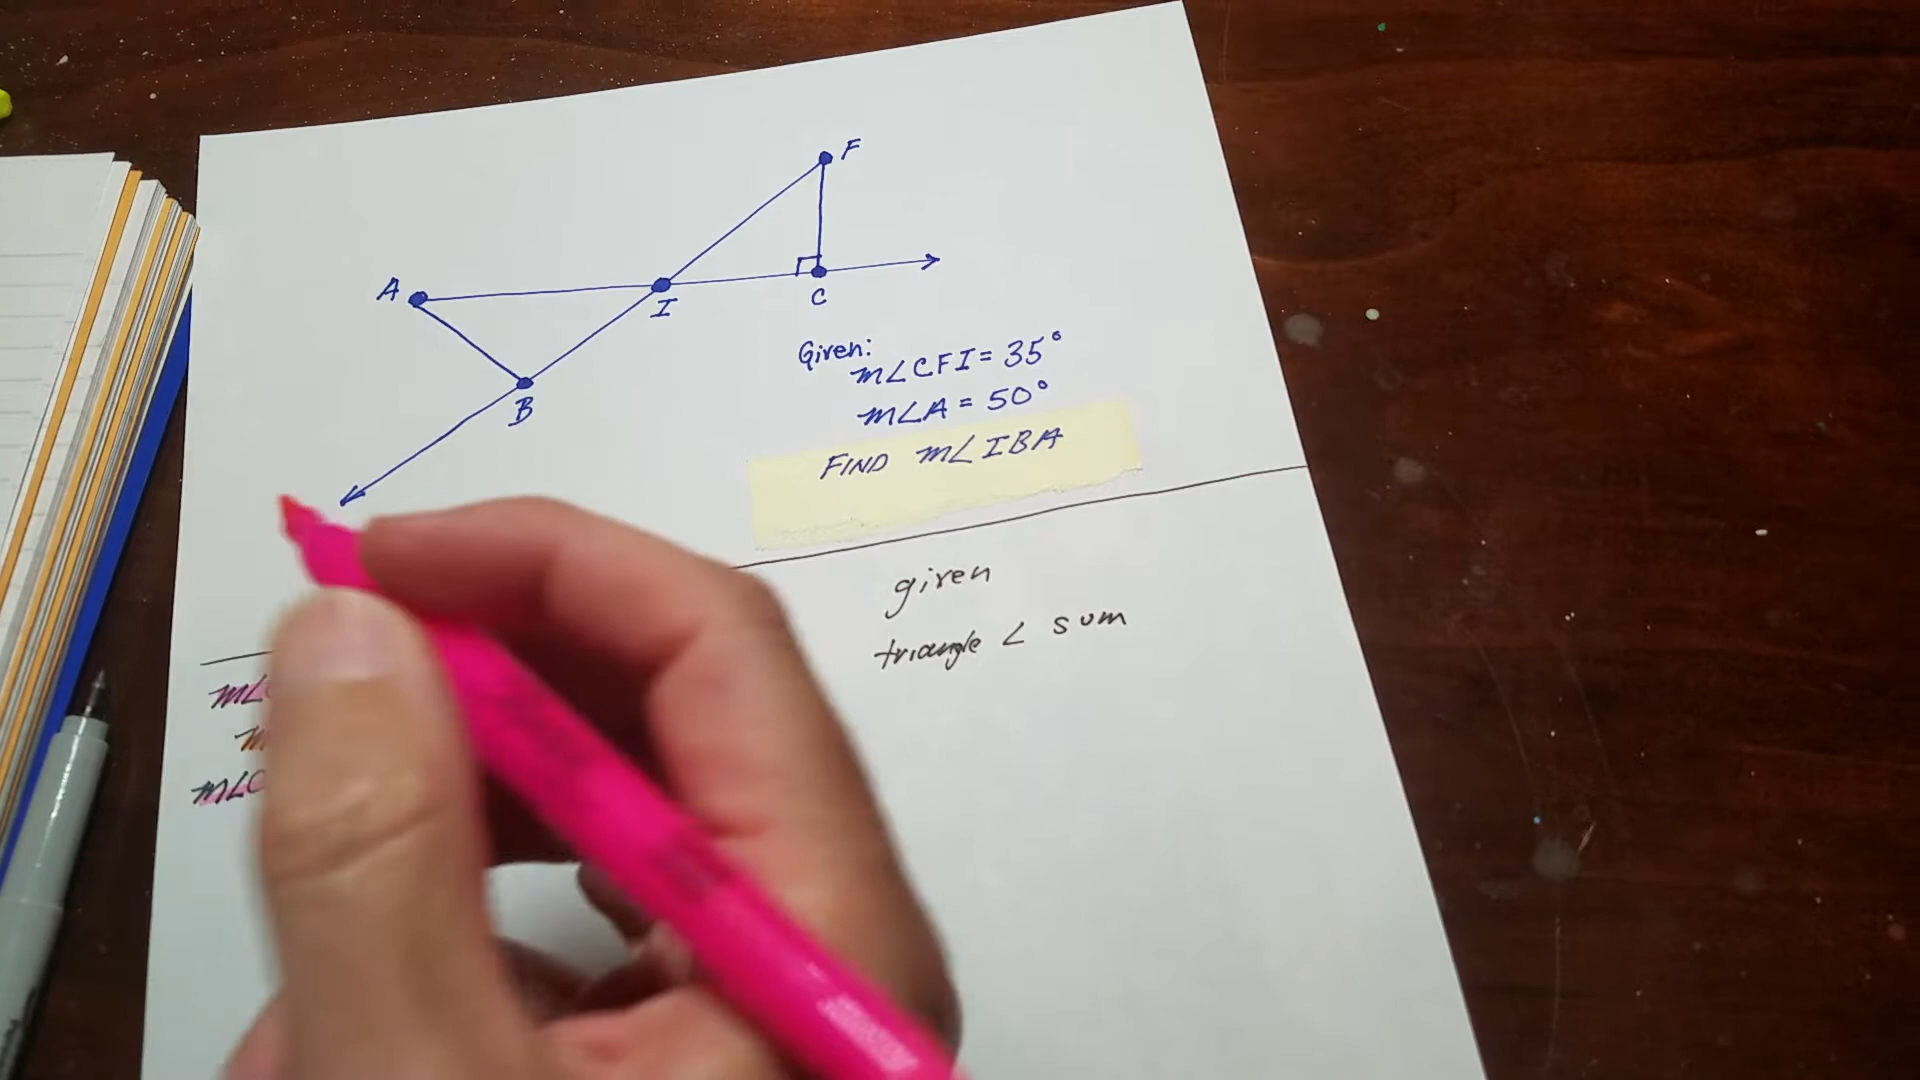 F
A
I
C
B
Given:
m∠CFI = 35°
m∠A = 50°
FIND m∠IBA
given
triangle ∠ sum
m∠
m
m∠C